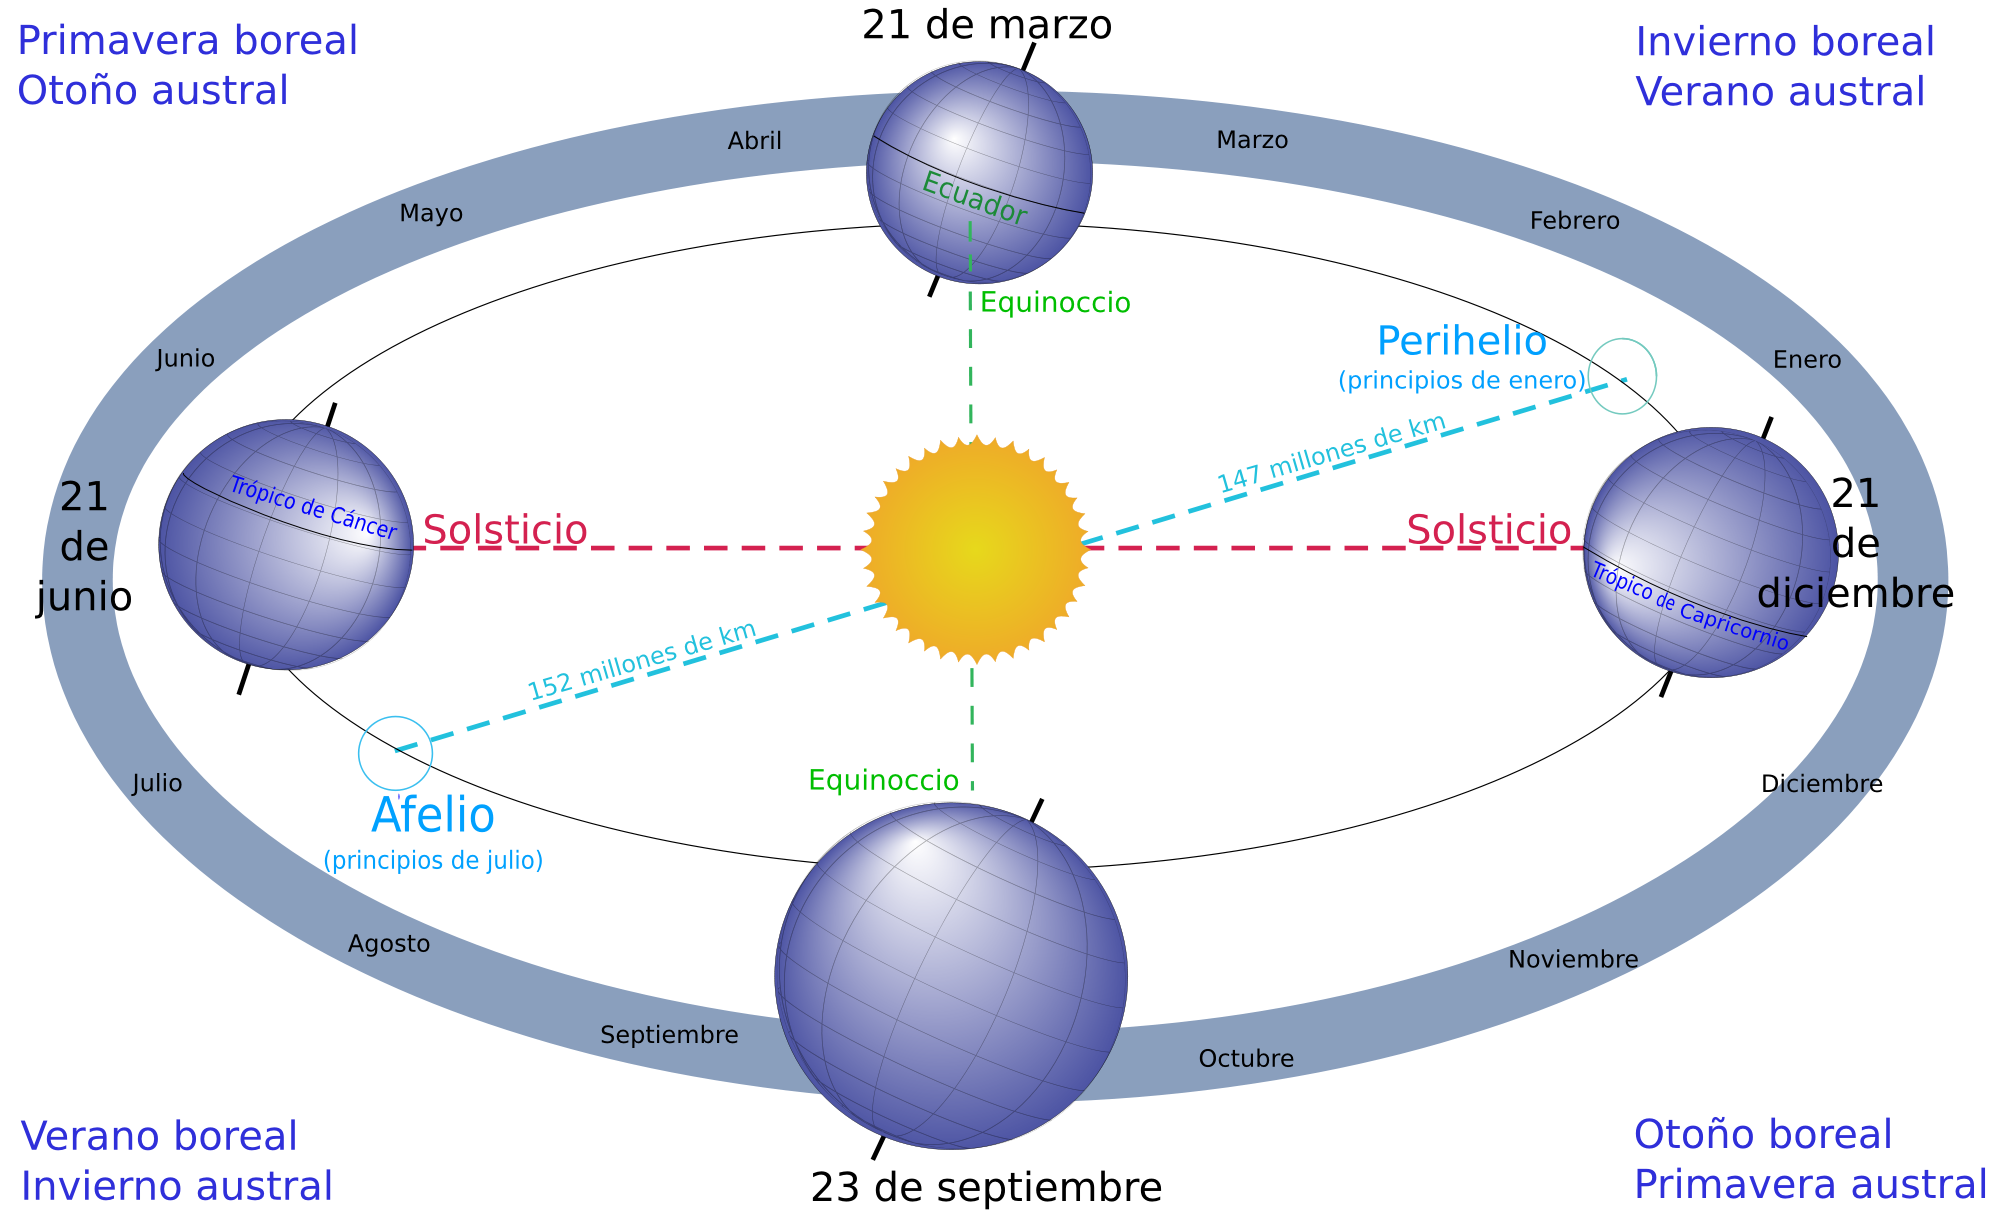 21 de marzo
Primavera boreal
Otoño austral
Invierno boreal
Verano austral
Abril
Marzo
Mayo
Febrero
Ecuador
Equinoccio
Junio
Perihelio
(principios de enero)
Enero
147 millones de km
21
de
junio
Trópico de Cáncer
Solsticio
Solsticio
21
de
diciembre
Trópico de Capricornio
152 millones de km
Julio
Equinoccio
Diciembre
Afelio
(principios de julio)
Agosto
Noviembre
Septiembre
Octubre
Verano boreal
Invierno austral
Otoño boreal
Primavera austral
23 de septiembre